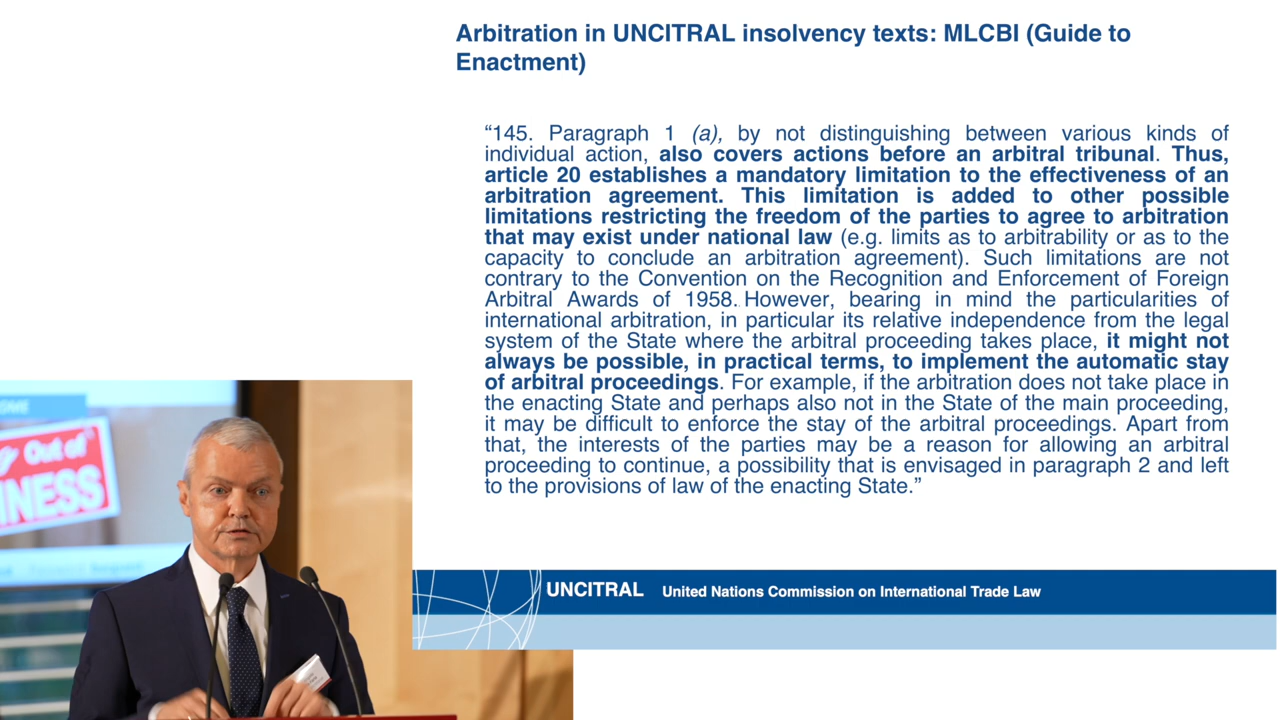 Arbitration in UNCITRAL insolvency texts: MLCBI (Guide to
Enactment)
“145. Paragraph 1 (a), by not distinguishing between various kinds of
individual action, also covers actions before an arbitral tribunal. Thus,
article 20 establishes a mandatory limitation to the effectiveness of an
arbitration agreement. This limitation is added to other possible
limitations restricting the freedom of the parties to agree to arbitration
that may exist under national law (e.g. limits as to arbitrability or as to the
capacity to conclude an arbitration agreement). Such limitations are not
contrary to the Convention on the Recognition and Enforcement of Foreign
Arbitral Awards of 1958. However, bearing in mind the particularities of
international arbitration, in particular its relative independence from the legal
system of the State where the arbitral proceeding takes place, it might not
always be possible, in practical terms, to implement the automatic stay
of arbitral proceedings. For example, if the arbitration does not take place in
the enacting State and perhaps also not in the State of the main proceeding,
it may be difficult to enforce the stay of the arbitral proceedings. Apart from
that, the interests of the parties may be a reason for allowing an arbitral
proceeding to continue, a possibility that is envisaged in paragraph 2 and left
to the provisions of law of the enacting State.”
Out of
UNCITRAL United Nations Commission on International Trade Law